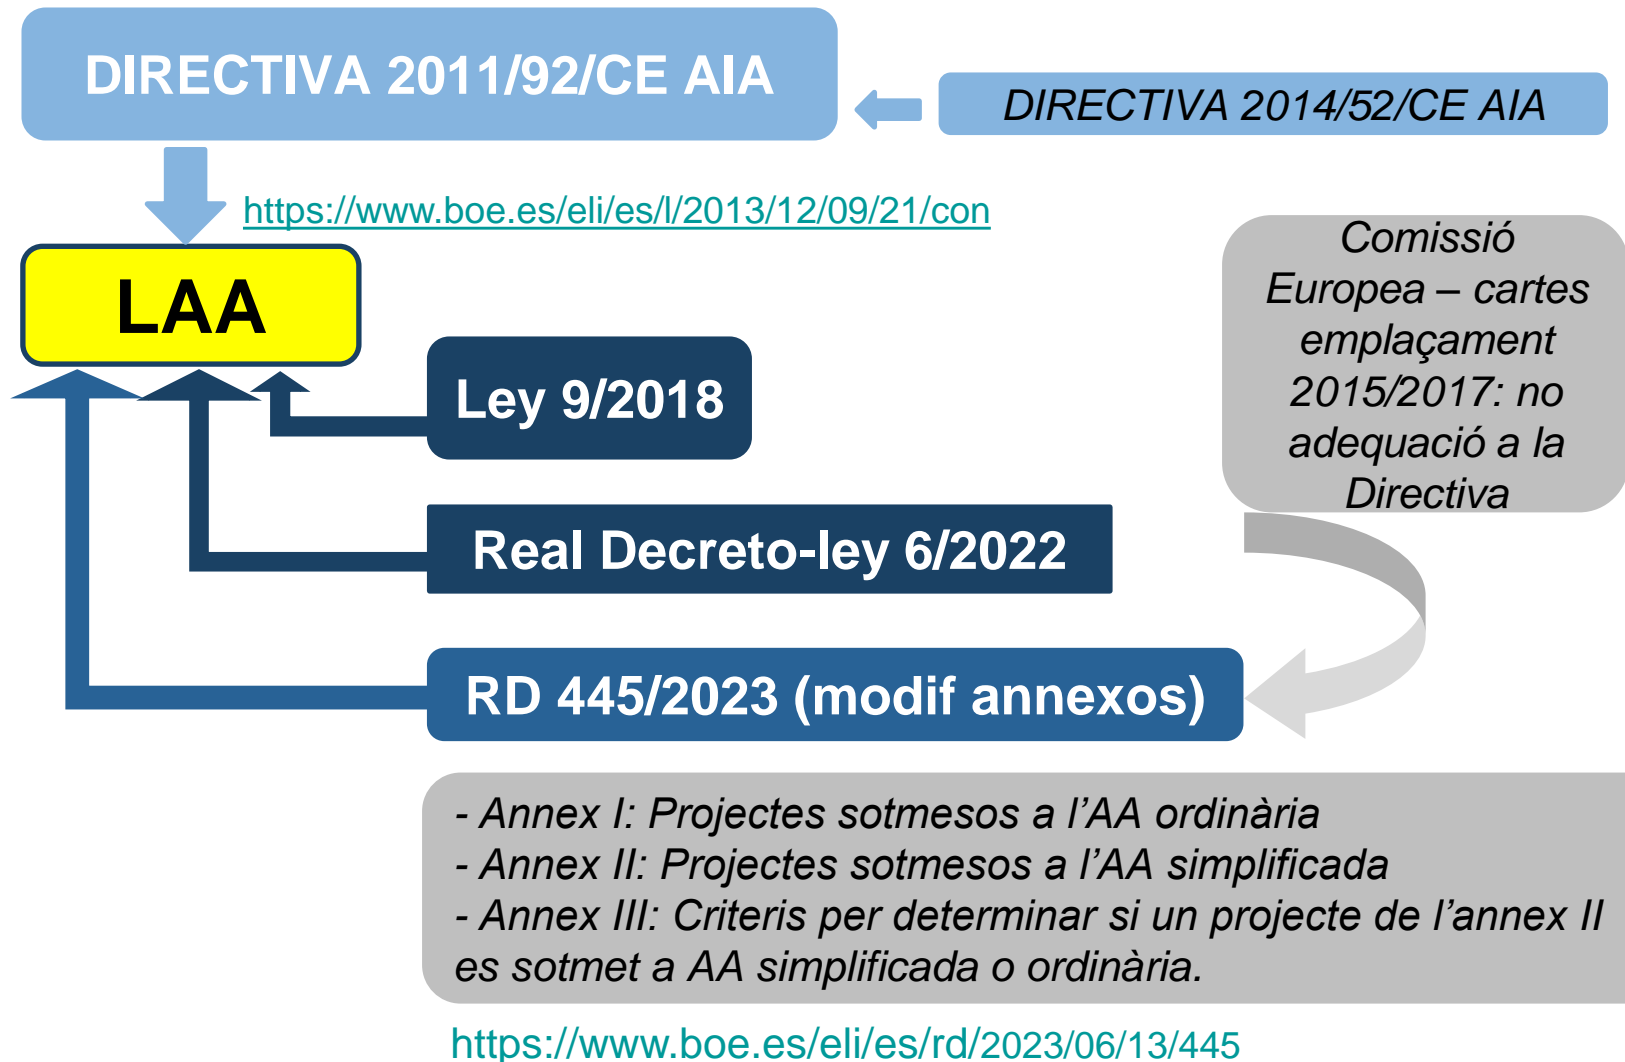 DIRECTIVA 2011/92/CE AIA
DIRECTIVA 2014/52/CE AIA
https://www.boe.es/eli/es/l/2013/12/09/21/con
LAA
Comissió
Europea – cartes
emplaçament
2015/2017: no
adequació a la
Directiva
Ley 9/2018
Real Decreto-ley 6/2022
RD 445/2023 (modif annexos)
- Annex I: Projectes sotmesos a l’AA ordinària
- Annex II: Projectes sotmesos a l’AA simplificada
- Annex III: Criteris per determinar si un projecte de l’annex II
es sotmet a AA simplificada o ordinària.
https://www.boe.es/eli/es/rd/2023/06/13/445